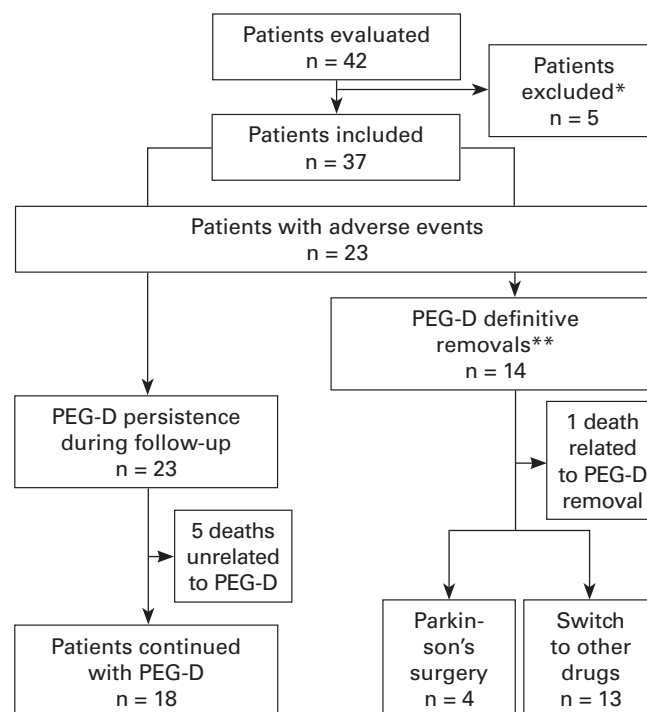 Patients evaluated
n = 42
Patients
excluded*
n = 5
Patients included
n = 37
Patients with adverse events
n = 23
PEG-D definitive
removals**
n = 14
PEG-D persistence
during follow-up
n = 23
1 death
related
to PEG-D
removal
5 deaths
unrelated
to PEG-D
Patients continued
with PEG-D
n = 18
Parkin-
son's
surgery
n = 4
Switch
to other
drugs
n = 13